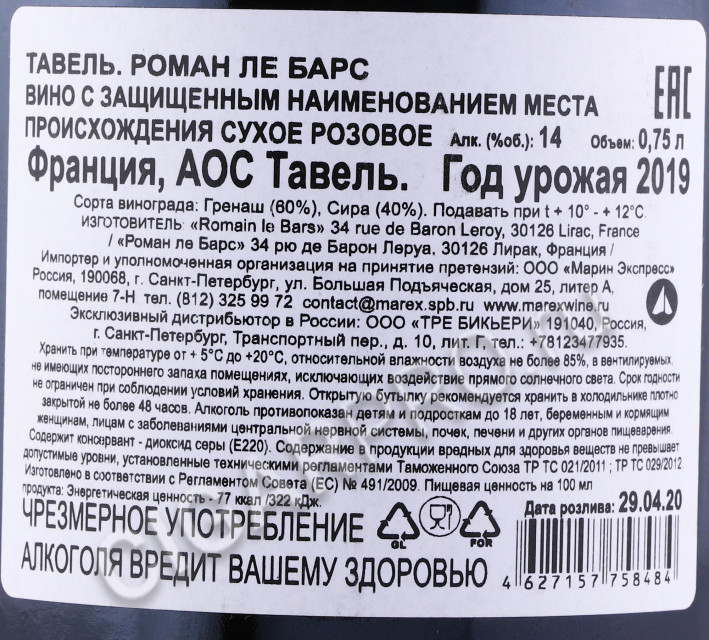 ТАВЕЛЬ. РОМАН ЛЕ БАРС
ВИНО С ЗАЩИЩЕННЫМ НАИМЕНОВАНИЕМ МЕСТА
ПРОИСХОЖДЕНИЯ СУХОЕ РОЗОВОЕ Алк. (%об.): 14 Объем: 0,75 л
EAC
Франция, АОС Тавель. Год урожая 2019
Сорта винограда: Гренаш (60%), Сира (40%). Подавать при t + 10° - + 12°C
ИЗГОТОВИТЕЛЬ: «Romain le Bars» 34 rue de Baron Leroy, 30126 Lirac, France
/ «Роман ле Барс» 34 рю де Барон Леруа, 30126 Лирак, Франция /
Импортер и уполномоченная организация на принятие претензий: ООО «Марин Экспресс»
Россия, 190068, г. Санкт-Петербург, ул. Большая Подъяческая, дом 25, литер А,
помещение 7-Н тел. (812) 325 99 72 contact@marex.spb.ru www.marexwine.ru
Эксклюзивный дистрибьютор в России: ООО «ТРЕ БИКЬЕРИ» 191040, Россия,
г. Санкт-Петербург, Транспортный пер., д. 10, лит. Г тел.: +78123477935.
Хранить при температуре от + 5°C до +20°C, относительной влажности воздуха не более 85%, в вентилируемых,
не имеющих постороннего запаха помещениях, исключающих воздействие прямого солнечного света. Срок годности
не ограничен при соблюдении условий хранения. Открытую бутылку рекомендуется хранить в холодильнике плотно
закрытой не более 48 часов. Алкоголь противопоказан детям и подросткам до 18 лет, беременным и кормящим
женщинам, лицам с заболеваниями центральной нервной системы, почек, печени и других органов пищеварения.
Содержит консервант - диоксид серы (Е220). Содержание в продукции вредных для здоровья веществ не превышает
допустимые уровни, установленные техническими регламентами Таможенного Союза ТР ТС 021/2011 ; ТР ТС 029/2012
Изготовлено в соответствии с Регламентом Совета (ЕС) № 491/2009. Пищевая ценность на 100 мл
продукта: Энергетическая ценность - 77 ккал /322 кДж.
Дата розлива: 29.04.20
ЧРЕЗМЕРНОЕ УПОТРЕБЛЕНИЕ
АЛКОГОЛЯ ВРЕДИТ ВАШЕМУ ЗДОРОВЬЮ
GL
FOR
4 627157 758484
CIGARPRO.RU